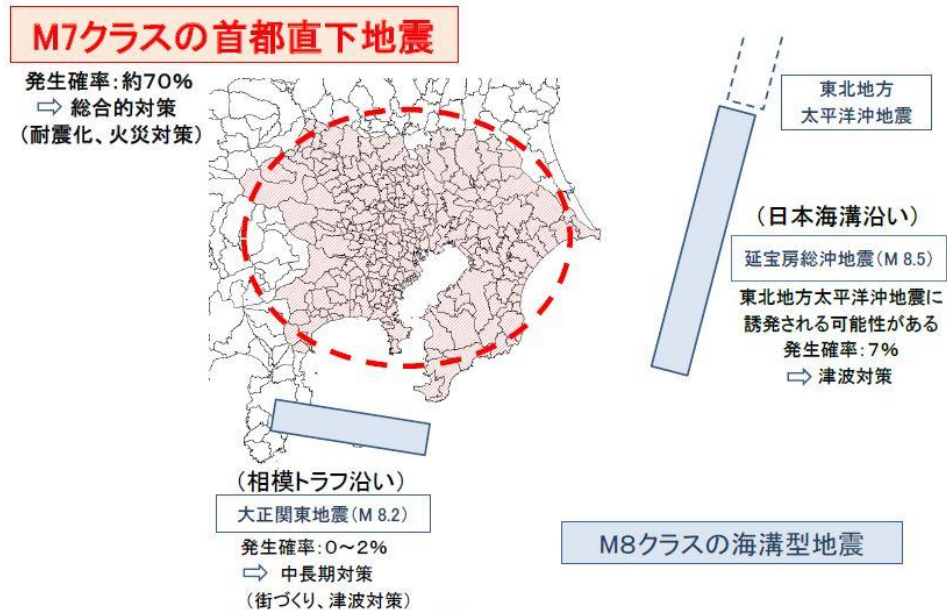 M7クラスの首都直下地震
発生確率：約70％
⇨ 総合的対策
（耐震化、火災対策）
東北地方
太平洋沖地震
（日本海溝沿い）
延宝房総沖地震（M 8.5）
東北地方太平洋沖地震に
誘発される可能性がある
発生確率：7％
⇨ 津波対策
（相模トラフ沿い）
大正関東地震（M 8.2）
発生確率：0～2％
⇨ 中長期対策
（街づくり、津波対策）
M8クラスの海溝型地震